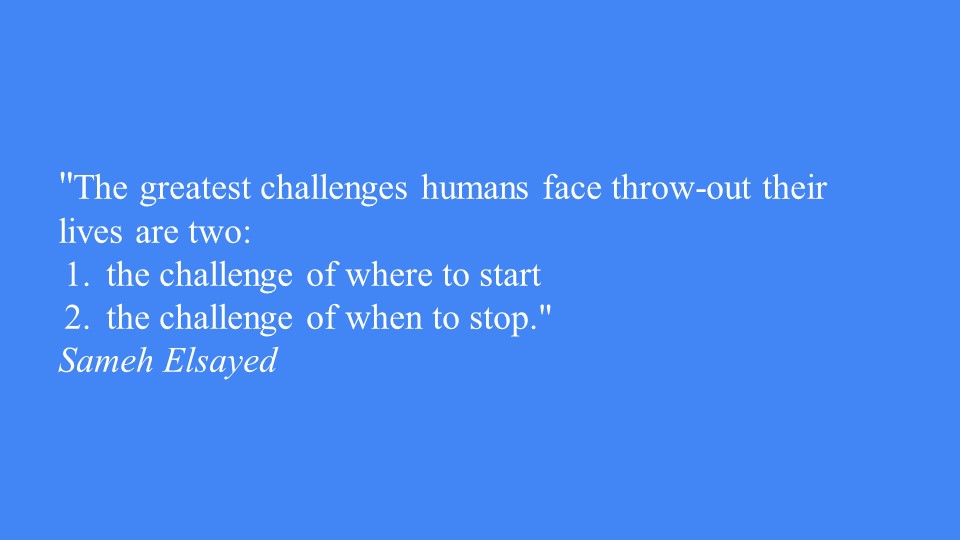 "The greatest challenges humans face throw-out their
lives are two:
1. the challenge of where to start
2. the challenge of when to stop."
Sameh Elsayed